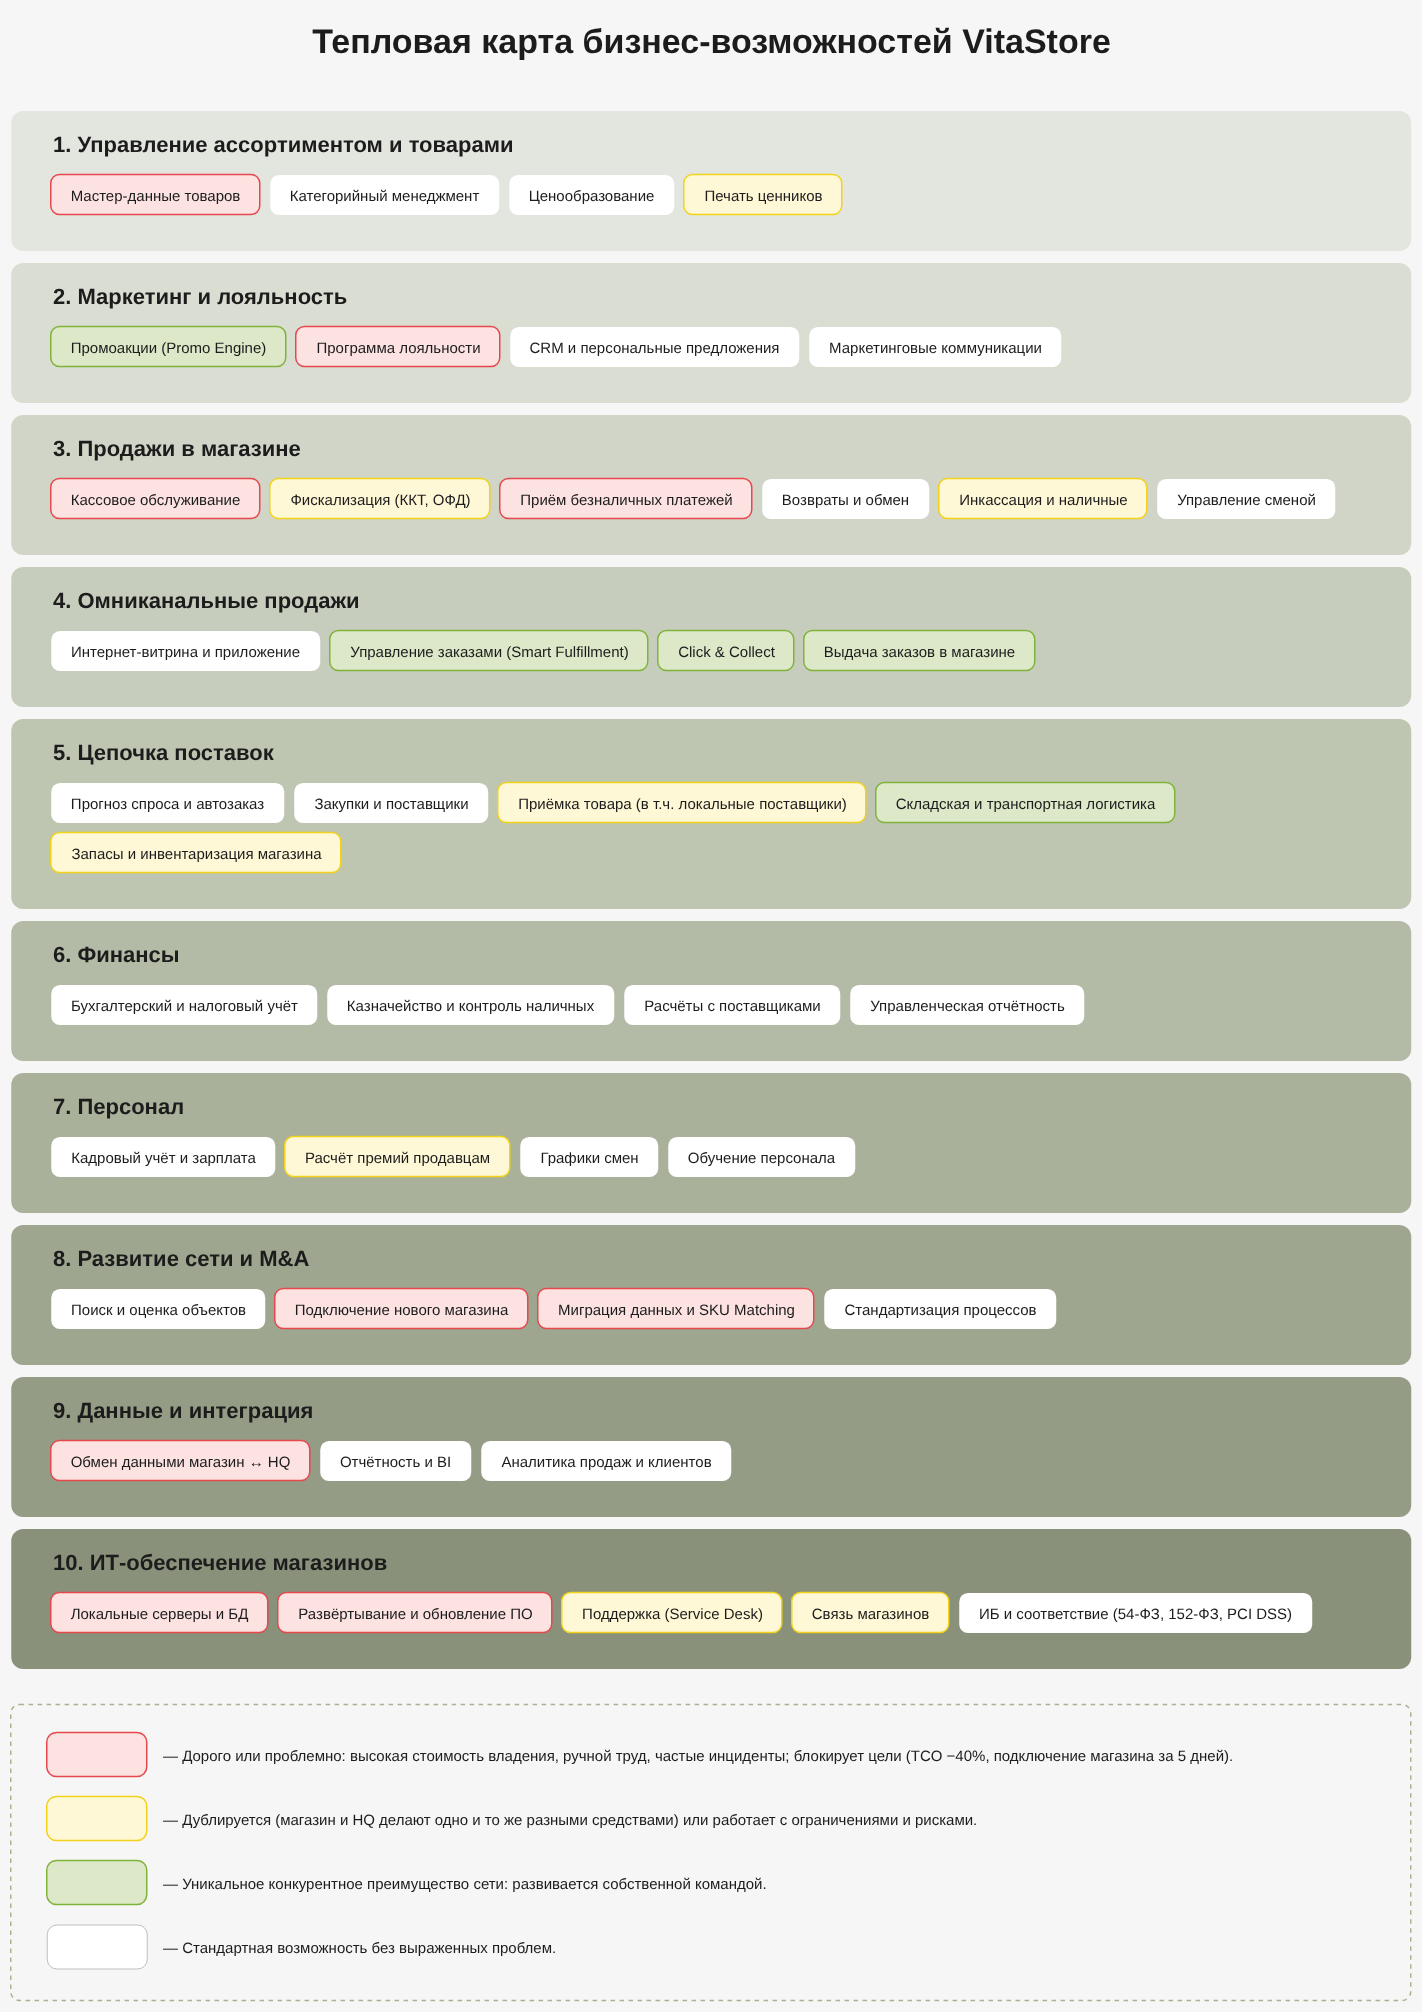 Тепловая карта бизнес-возможностей VitaStore
1. Управление ассортиментом и товарами
Мастер-данные товаров
Категорийный менеджмент
Ценообразование
Печать ценников
2. Маркетинг и лояльность
Промоакции (Promo Engine)
Программа лояльности
CRM и персональные предложения
Маркетинговые коммуникации
3. Продажи в магазине
Кассовое обслуживание
Фискализация (ККТ, ОФД)
Приём безналичных платежей
Возвраты и обмен
Инкассация и наличные
Управление сменой
4. Омниканальные продажи
Интернет-витрина и приложение
Управление заказами (Smart Fulfillment)
Click & Collect
Выдача заказов в магазине
5. Цепочка поставок
Прогноз спроса и автозаказ
Закупки и поставщики
Приёмка товара (в т.ч. локальные поставщики)
Складская и транспортная логистика
Запасы и инвентаризация магазина
6. Финансы
Бухгалтерский и налоговый учёт
Казначейство и контроль наличных
Расчёты с поставщиками
Управленческая отчётность
7. Персонал
Кадровый учёт и зарплата
Расчёт премий продавцам
Графики смен
Обучение персонала
8. Развитие сети и M&A
Поиск и оценка объектов
Подключение нового магазина
Миграция данных и SKU Matching
Стандартизация процессов
9. Данные и интеграция
Обмен данными магазин ↔ HQ
Отчётность и BI
Аналитика продаж и клиентов
10. ИТ-обеспечение магазинов
Локальные серверы и БД
Развёртывание и обновление ПО
Поддержка (Service Desk)
Связь магазинов
ИБ и соответствие (54-ФЗ, 152-ФЗ, PCI DSS)
— Дорого или проблемно: высокая стоимость владения, ручной труд, частые инциденты; блокирует цели (TCO −40%, подключение магазина за 5 дней).
— Дублируется (магазин и HQ делают одно и то же разными средствами) или работает с ограничениями и рисками.
— Уникальное конкурентное преимущество сети: развивается собственной командой.
— Стандартная возможность без выраженных проблем.